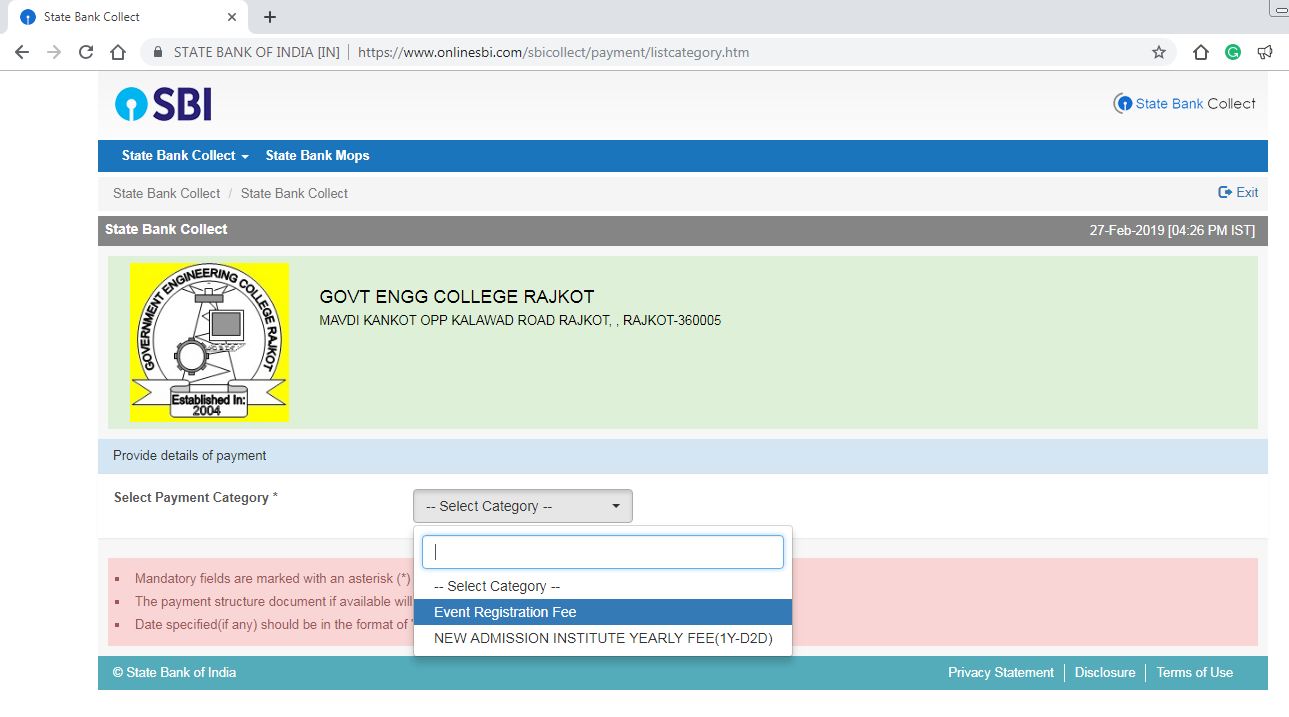 State Bank Collect
STATE BANK OF INDIA [IN] https://www.onlinesbi.com/sbicollect/payment/listcategory.htm
SBI
State Bank Collect
State Bank Collect State Bank Mops
State Bank Collect / State Bank Collect
Exit
State Bank Collect
27-Feb-2019 [04:26 PM IST]
GOVERNMENT ENGINEERING COLLEGE RAJKOT
Established In:
2004
GOVT ENGG COLLEGE RAJKOT
MAVDI KANKOT OPP KALAWAD ROAD RAJKOT, , RAJKOT-360005
Provide details of payment
Select Payment Category *
-- Select Category --
-- Select Category --
Event Registration Fee
NEW ADMISSION INSTITUTE YEARLY FEE(1Y-D2D)
Mandatory fields are marked with an asterisk (*)
The payment structure document if available will
Date specified(if any) should be in the format of '
© State Bank of India
Privacy Statement Disclosure Terms of Use